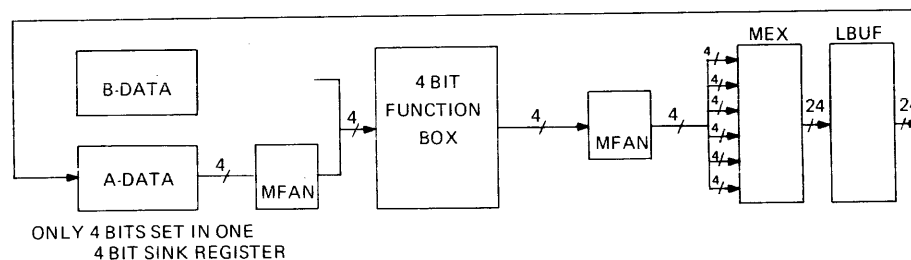 MEX
LBUF
B-DATA
4 BIT
FUNCTION
BOX
4
4
4
4
4
4
4
4
4
4
24
24
MFAN
A-DATA
4
MFAN
ONLY 4 BITS SET IN ONE
4 BIT SINK REGISTER